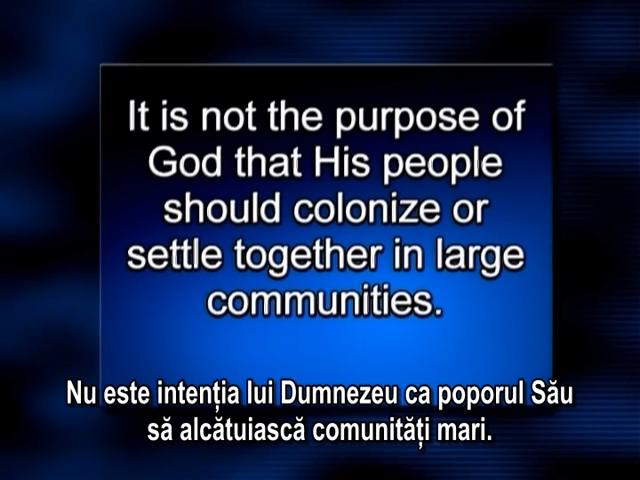 It is not the purpose of
God that His people
should colonize or
settle together in large
communities.
Nu este intenția lui Dumnezeu ca poporul Său
să alcătuiască comunități mari.